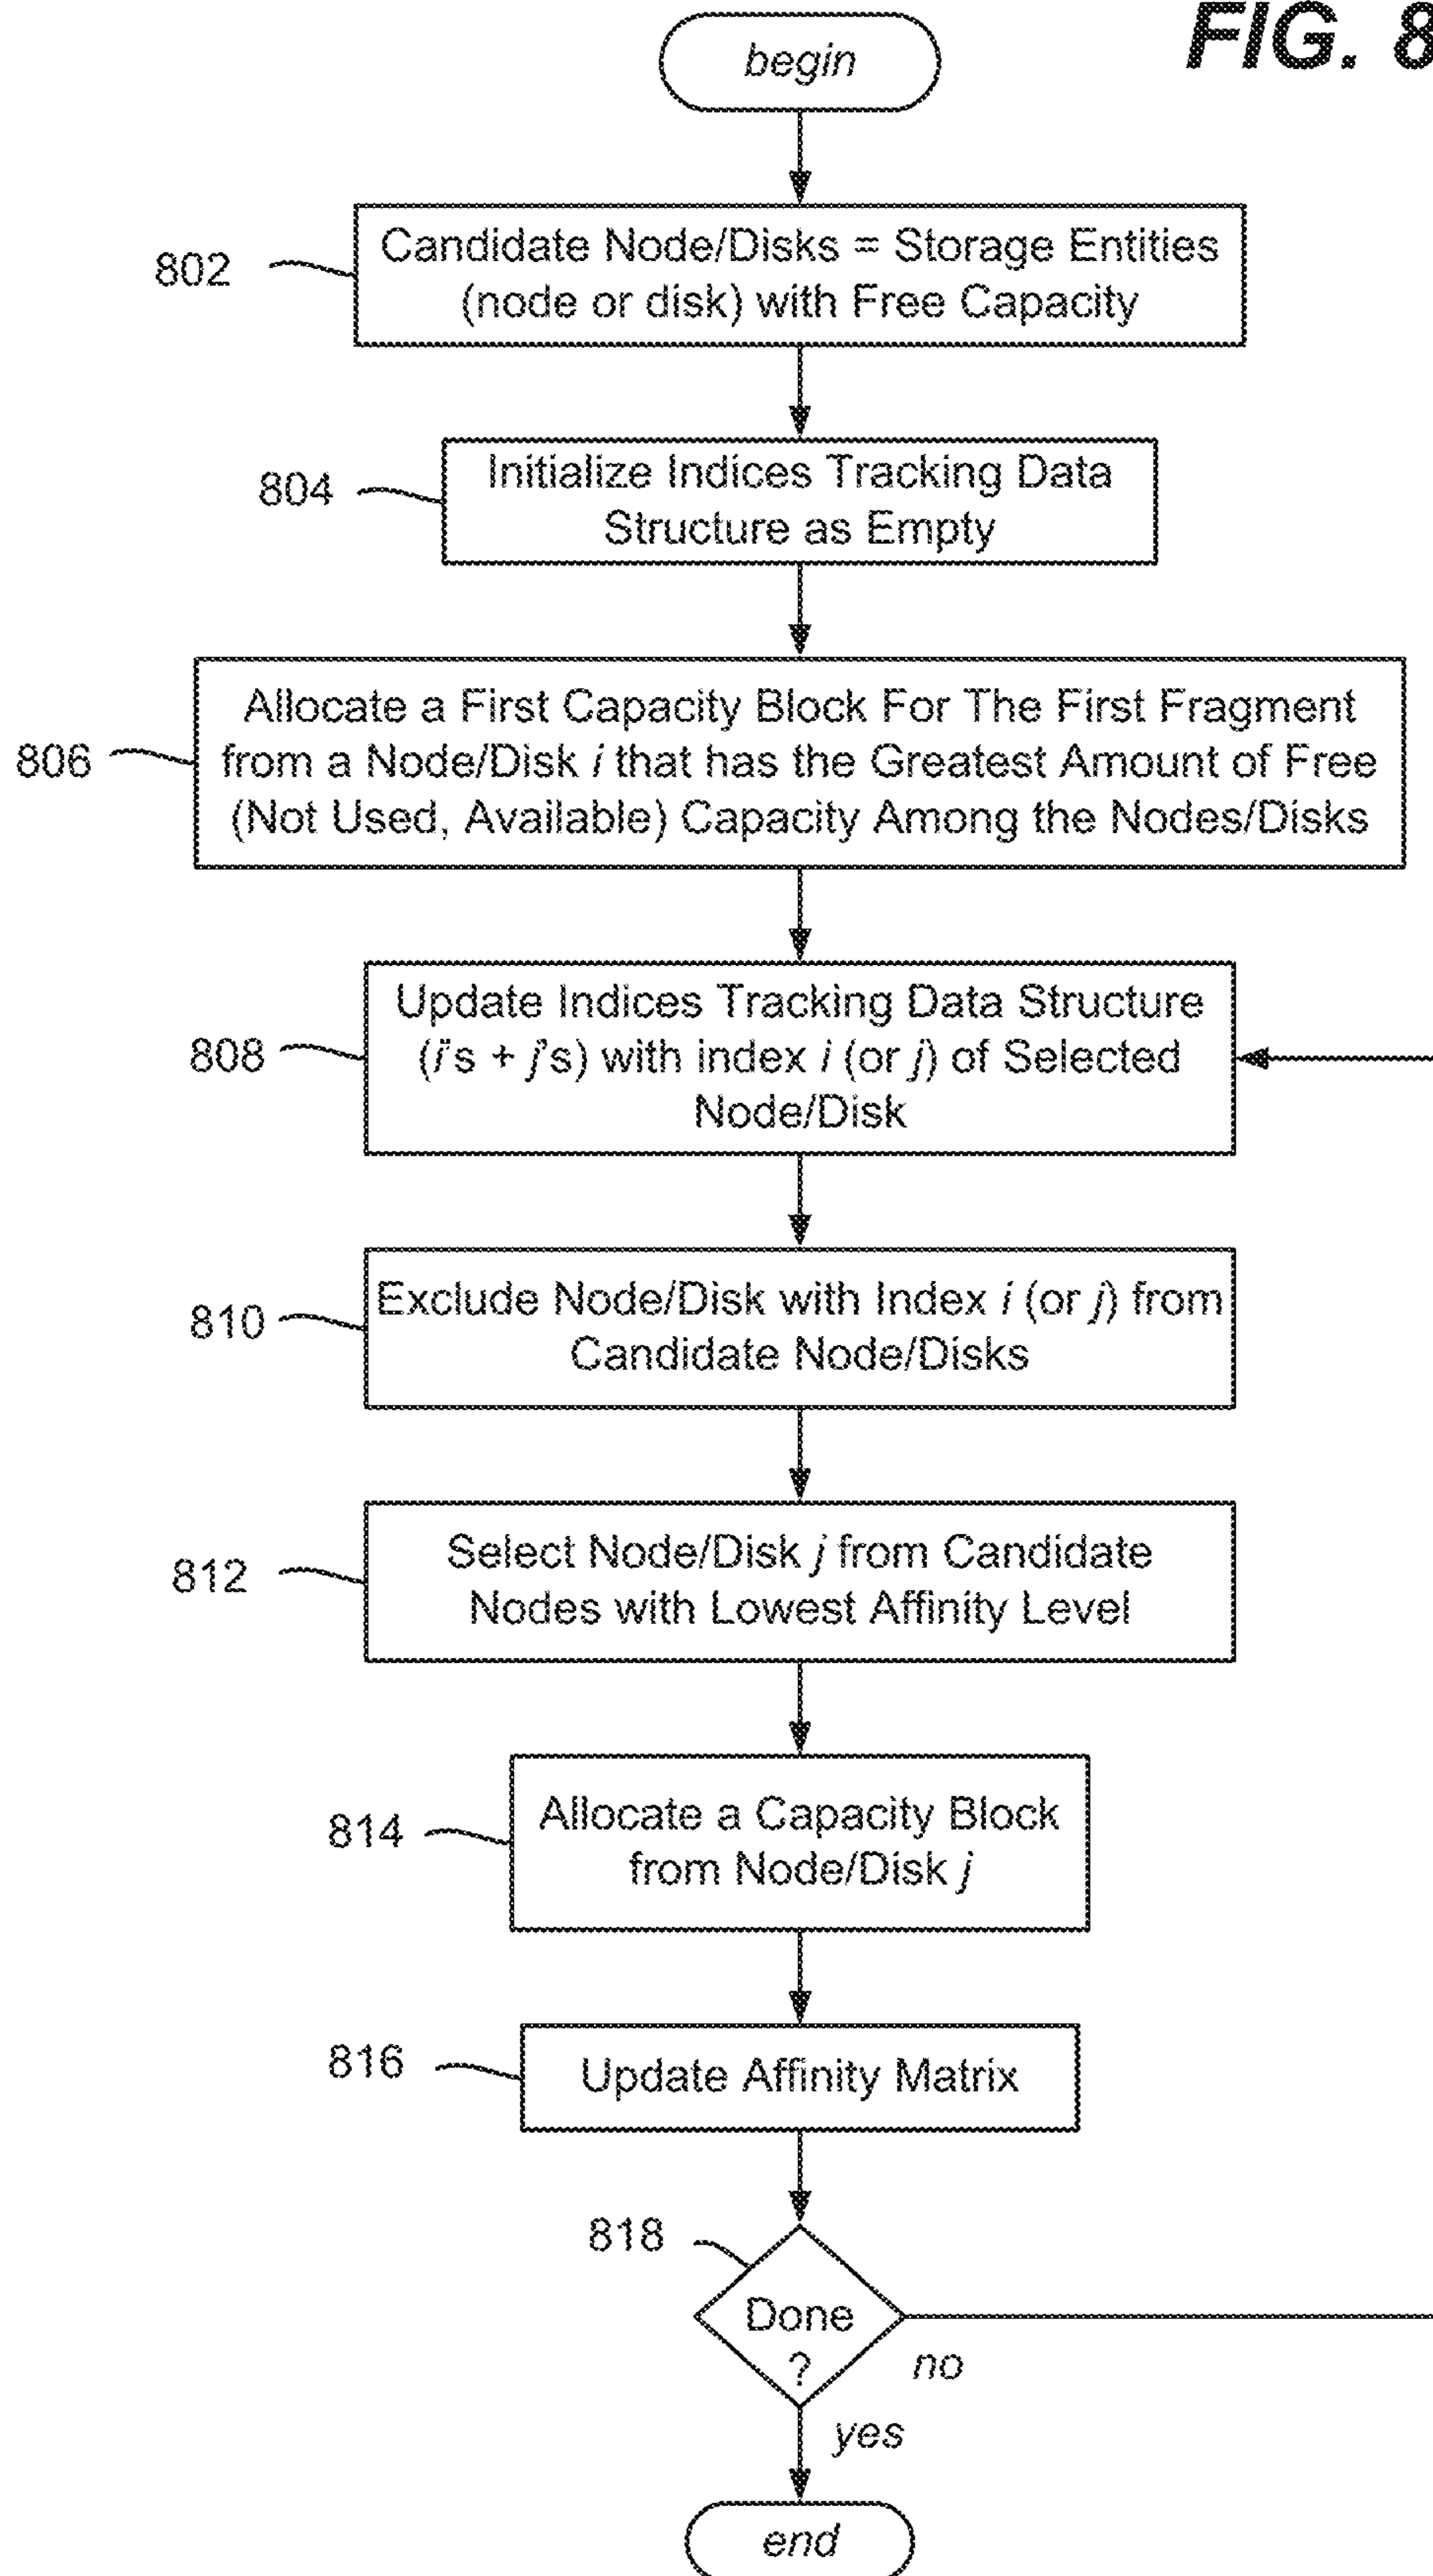 FIG. 8
begin
802
Candidate Node/Disks = Storage Entities
(node or disk) with Free Capacity
804
Initialize Indices Tracking Data
Structure as Empty
806
Allocate a First Capacity Block For The First Fragment
from a Node/Disk i that has the Greatest Amount of Free
(Not Used, Available) Capacity Among the Nodes/Disks
808
Update Indices Tracking Data Structure
(i's + j's) with index i (or j) of Selected
Node/Disk
810
Exclude Node/Disk with Index i (or j) from
Candidate Node/Disks
812
Select Node/Disk j from Candidate
Nodes with Lowest Affinity Level
814
Allocate a Capacity Block
from Node/Disk j
816
Update Affinity Matrix
818
Done
?
no
yes
end